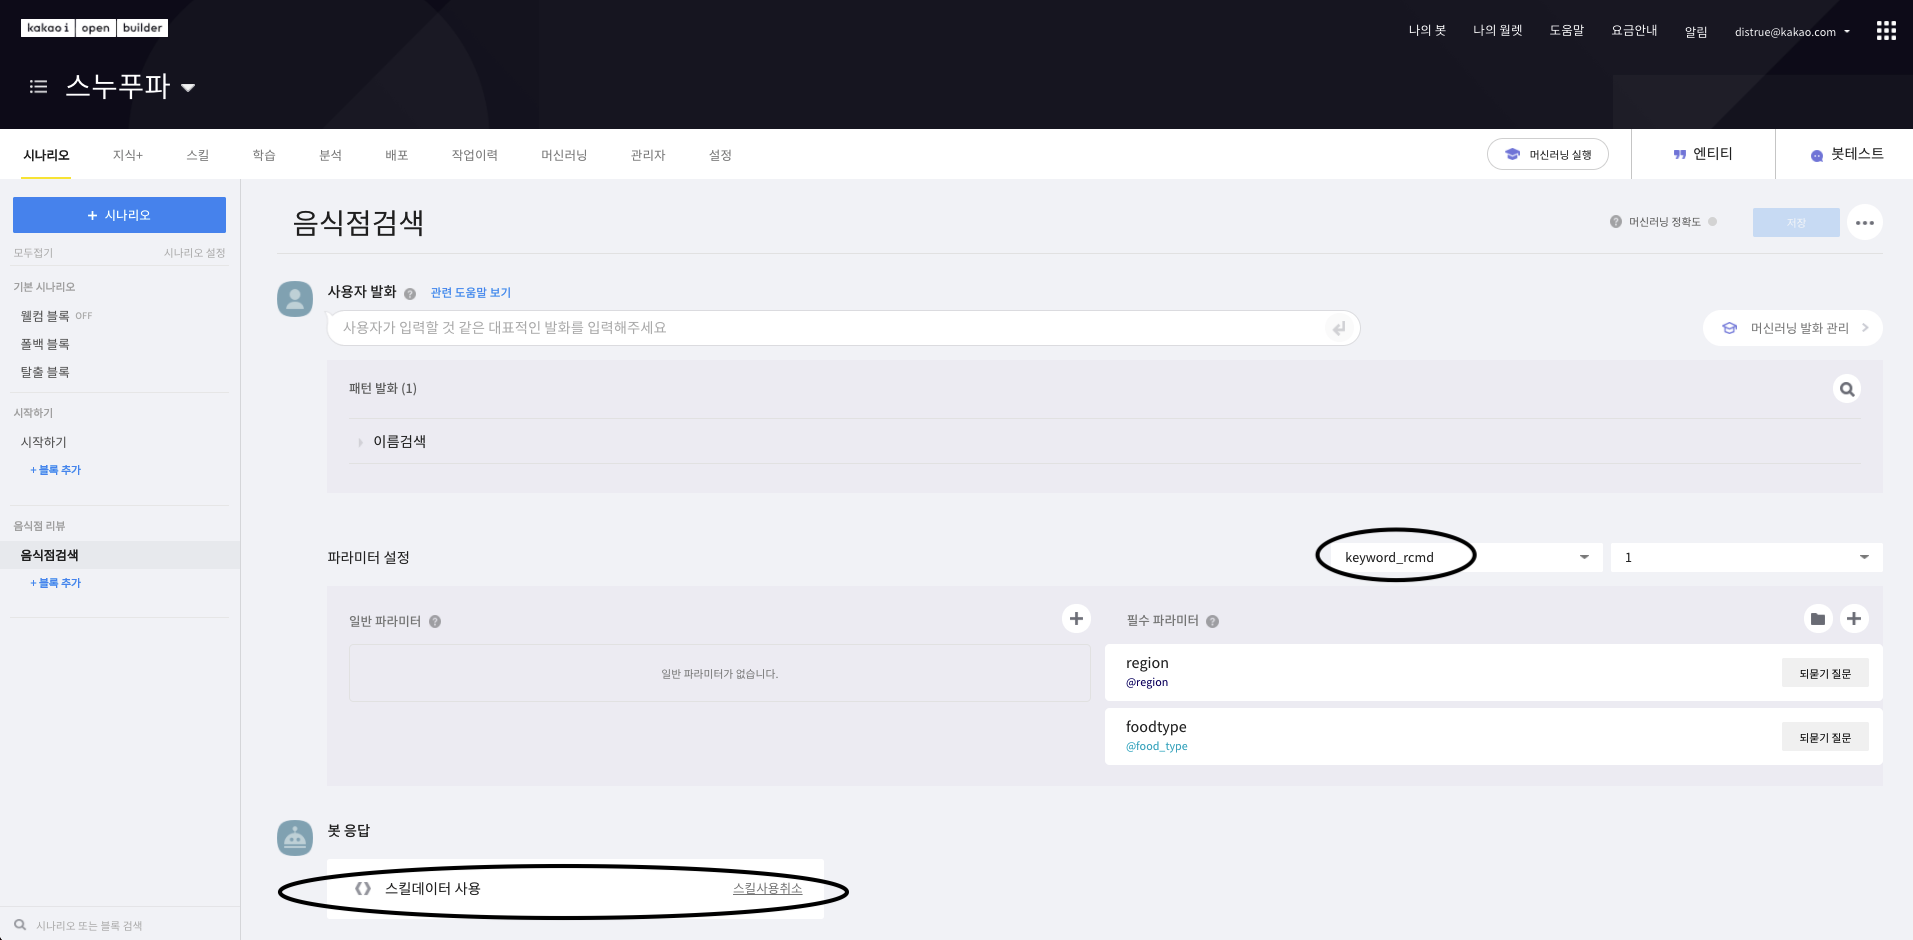 kakao i open builder
나의 봇 나의 월렛 도움말 요금안내 알림 distrue@kakao.com
스누푸파
시나리오 지식+ 스킬 학습 분석 배포 작업이력 머신러닝 관리자 설정 머신러닝 실행 엔티티 봇테스트
+ 시나리오
모두접기 시나리오 설정
기본 시나리오
웰컴 블록 OFF
폴백 블록
탈출 블록
시작하기
시작하기
+ 블록 추가
음식점 리뷰
음식점검색
+ 블록 추가
시나리오 또는 블록 검색
음식점검색
? 머신러닝 정확도 저장
사용자 발화 ? 관련 도움말 보기
사용자가 입력할 것 같은 대표적인 발화를 입력해주세요
머신러닝 발화 관리
패턴 발화 (1)
이름검색
파라미터 설정 keyword_rcmd 1
일반 파라미터 ?
일반 파라미터가 없습니다.
필수 파라미터 ?
region
@region
되묻기 질문
foodtype
@food_type
되묻기 질문
봇 응답
스킬데이터 사용 스킬사용취소